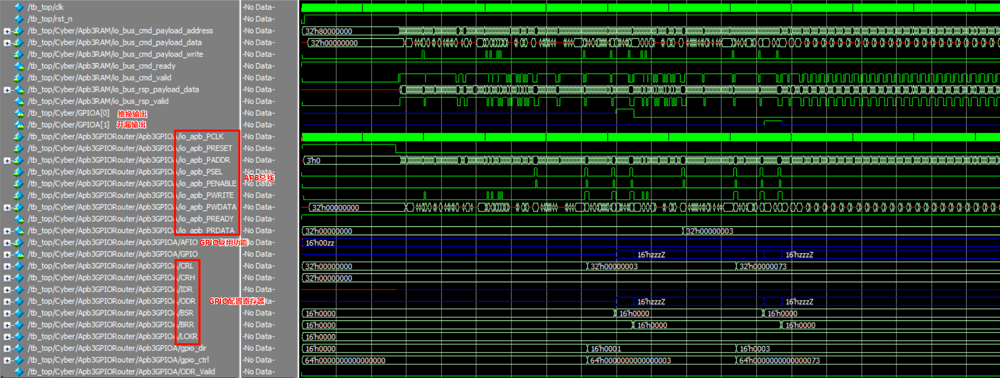 /tb_top/clk -No Data-
/tb_top/rst_n -No Data-
/tb_top/Cyber/Apb3RAM/io_bus_cmd_payload_address -No Data- 32'h80000000
/tb_top/Cyber/Apb3RAM/io_bus_cmd_payload_data -No Data- 32'h00000000
/tb_top/Cyber/Apb3RAM/io_bus_cmd_payload_write -No Data-
/tb_top/Cyber/Apb3RAM/io_bus_cmd_ready -No Data-
/tb_top/Cyber/Apb3RAM/io_bus_cmd_valid -No Data-
/tb_top/Cyber/Apb3RAM/io_bus_rsp_payload_data -No Data-
/tb_top/Cyber/Apb3RAM/io_bus_rsp_valid -No Data-
/tb_top/Cyber/GPIOA[0] 推挽输出 -No Data-
/tb_top/Cyber/GPIOA[1] 开漏输出 -No Data-
/tb_top/Cyber/Apb3GPIORouter/Apb3GPIOA/io_apb_PCLK -No Data-
/tb_top/Cyber/Apb3GPIORouter/Apb3GPIOA/io_apb_PRESET -No Data-
/tb_top/Cyber/Apb3GPIORouter/Apb3GPIOA/io_apb_PADDR -No Data- 3'h0
/tb_top/Cyber/Apb3GPIORouter/Apb3GPIOA/io_apb_PSEL -No Data-
APB总线
/tb_top/Cyber/Apb3GPIORouter/Apb3GPIOA/io_apb_PENABLE -No Data-
/tb_top/Cyber/Apb3GPIORouter/Apb3GPIOA/io_apb_PWRITE -No Data-
/tb_top/Cyber/Apb3GPIORouter/Apb3GPIOA/io_apb_PWDATA -No Data- 32'h00000000
/tb_top/Cyber/Apb3GPIORouter/Apb3GPIOA/io_apb_PREADY -No Data-
/tb_top/Cyber/Apb3GPIORouter/Apb3GPIOA/io_apb_PRDATA -No Data- 32'h00000000 32'h00000003
/tb_top/Cyber/Apb3GPIORouter/Apb3GPIOA/AFIO GPIO复用功能 -No Data- 16'h00zz
/tb_top/Cyber/Apb3GPIORouter/Apb3GPIOA/GPIO -No Data- 16'hzzzZ 16'hzzzZ
/tb_top/Cyber/Apb3GPIORouter/Apb3GPIOA/CRL -No Data- 32'h00000000 32'h00000003 32'h00000073
/tb_top/Cyber/Apb3GPIORouter/Apb3GPIOA/CRH -No Data- 32'h00000000
/tb_top/Cyber/Apb3GPIORouter/Apb3GPIOA/IDR -No Data-
/tb_top/Cyber/Apb3GPIORouter/Apb3GPIOA/ODR GPIO配置寄存器 -No Data- 16'hzzzZ 16'hzzzZ
/tb_top/Cyber/Apb3GPIORouter/Apb3GPIOA/BSR -No Data- 16'h0000 16'h0000 16'h0000
/tb_top/Cyber/Apb3GPIORouter/Apb3GPIOA/BRR -No Data- 16'h0000 16'h0000 16'h0000
/tb_top/Cyber/Apb3GPIORouter/Apb3GPIOA/LCKR -No Data- 16'h0000
/tb_top/Cyber/Apb3GPIORouter/Apb3GPIOA/gpio_dir -No Data- 16'h0000 16'h0001 16'h0003
/tb_top/Cyber/Apb3GPIORouter/Apb3GPIOA/gpio_ctrl -No Data- 64'h0000000000000000 64'h0000000000000003 64'h0000000000000073
/tb_top/Cyber/Apb3GPIORouter/Apb3GPIOA/ODR_Vaild -No Data-